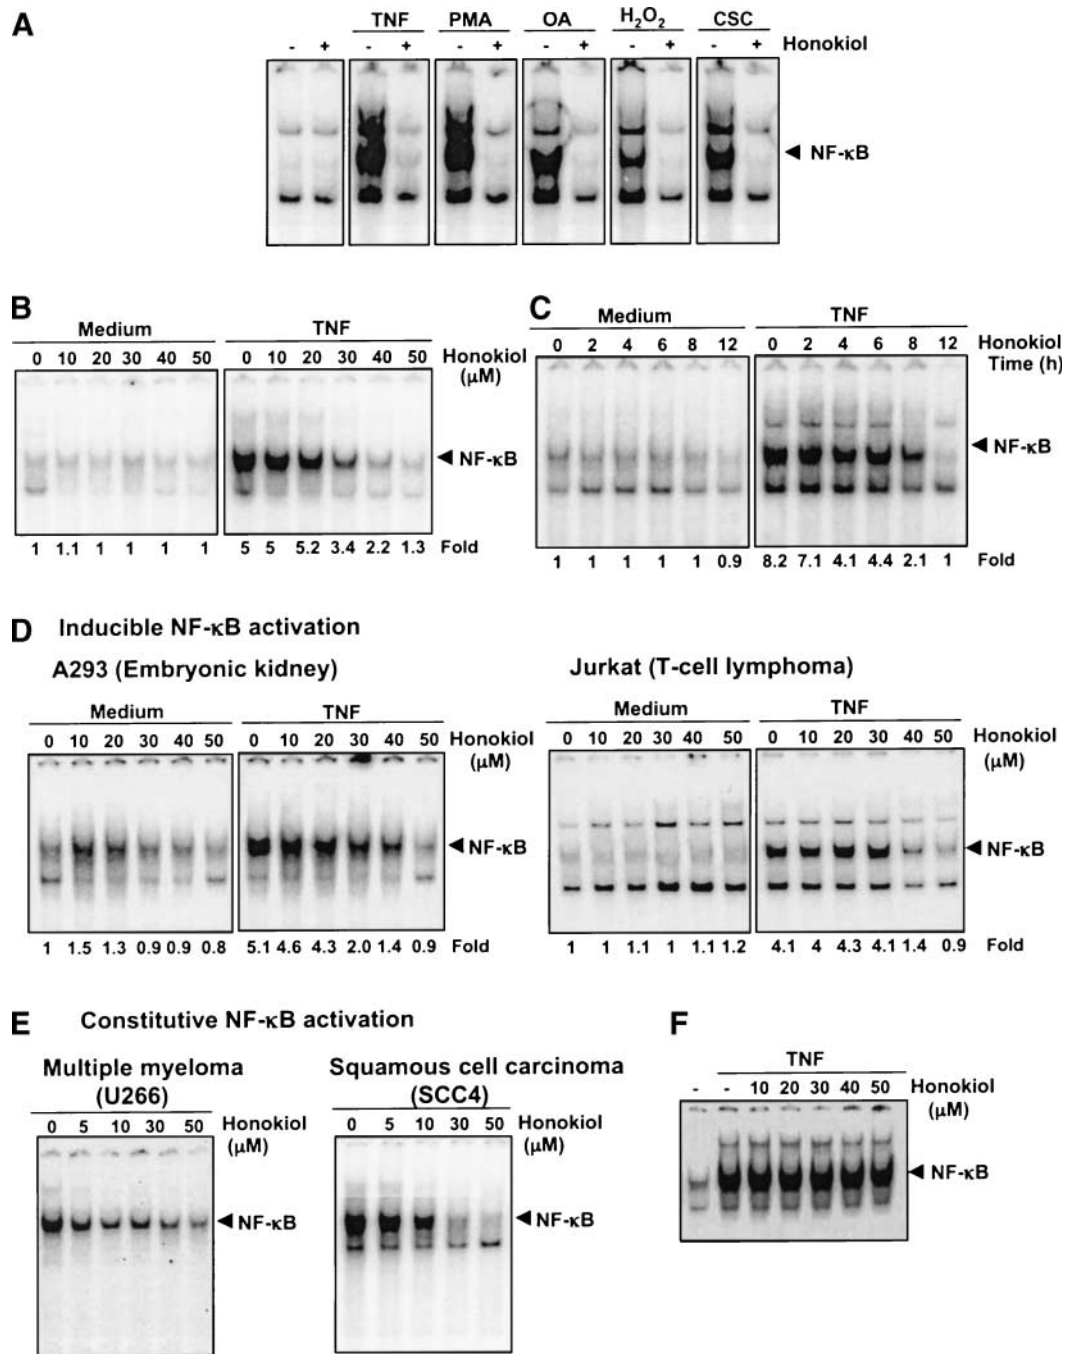 A
TNF PMA OA H₂O₂ CSC
- + - + - + - + - + - + Honokiol
NF-κB
B
Medium TNF
0 10 20 30 40 50 0 10 20 30 40 50 Honokiol
(μM)
NF-κB
1 1.1 1 1 1 1 5 5 5.2 3.4 2.2 1.3 Fold
C
Medium TNF
0 2 4 6 8 12 0 2 4 6 8 12 Honokiol
Time (h)
NF-κB
1 1 1 1 1 0.9 8.2 7.1 4.1 4.4 2.1 1 Fold
D Inducible NF-κB activation
A293 (Embryonic kidney)
Medium TNF
0 10 20 30 40 50 0 10 20 30 40 50 Honokiol
(μM)
NF-κB
1 1.5 1.3 0.9 0.9 0.8 5.1 4.6 4.3 2.0 1.4 0.9 Fold
Jurkat (T-cell lymphoma)
Medium TNF
0 10 20 30 40 50 0 10 20 30 40 50 Honokiol
(μM)
NF-κB
1 1 1.1 1 1.1 1.2 4.1 4 4.3 4.1 1.4 0.9 Fold
E Constitutive NF-κB activation
Multiple myeloma
(U266)
0 5 10 30 50 Honokiol
(μM)
NF-κB
Squamous cell carcinoma
(SCC4)
0 5 10 30 50 Honokiol
(μM)
NF-κB
F
TNF
- - 10 20 30 40 50 Honokiol
(μM)
NF-κB